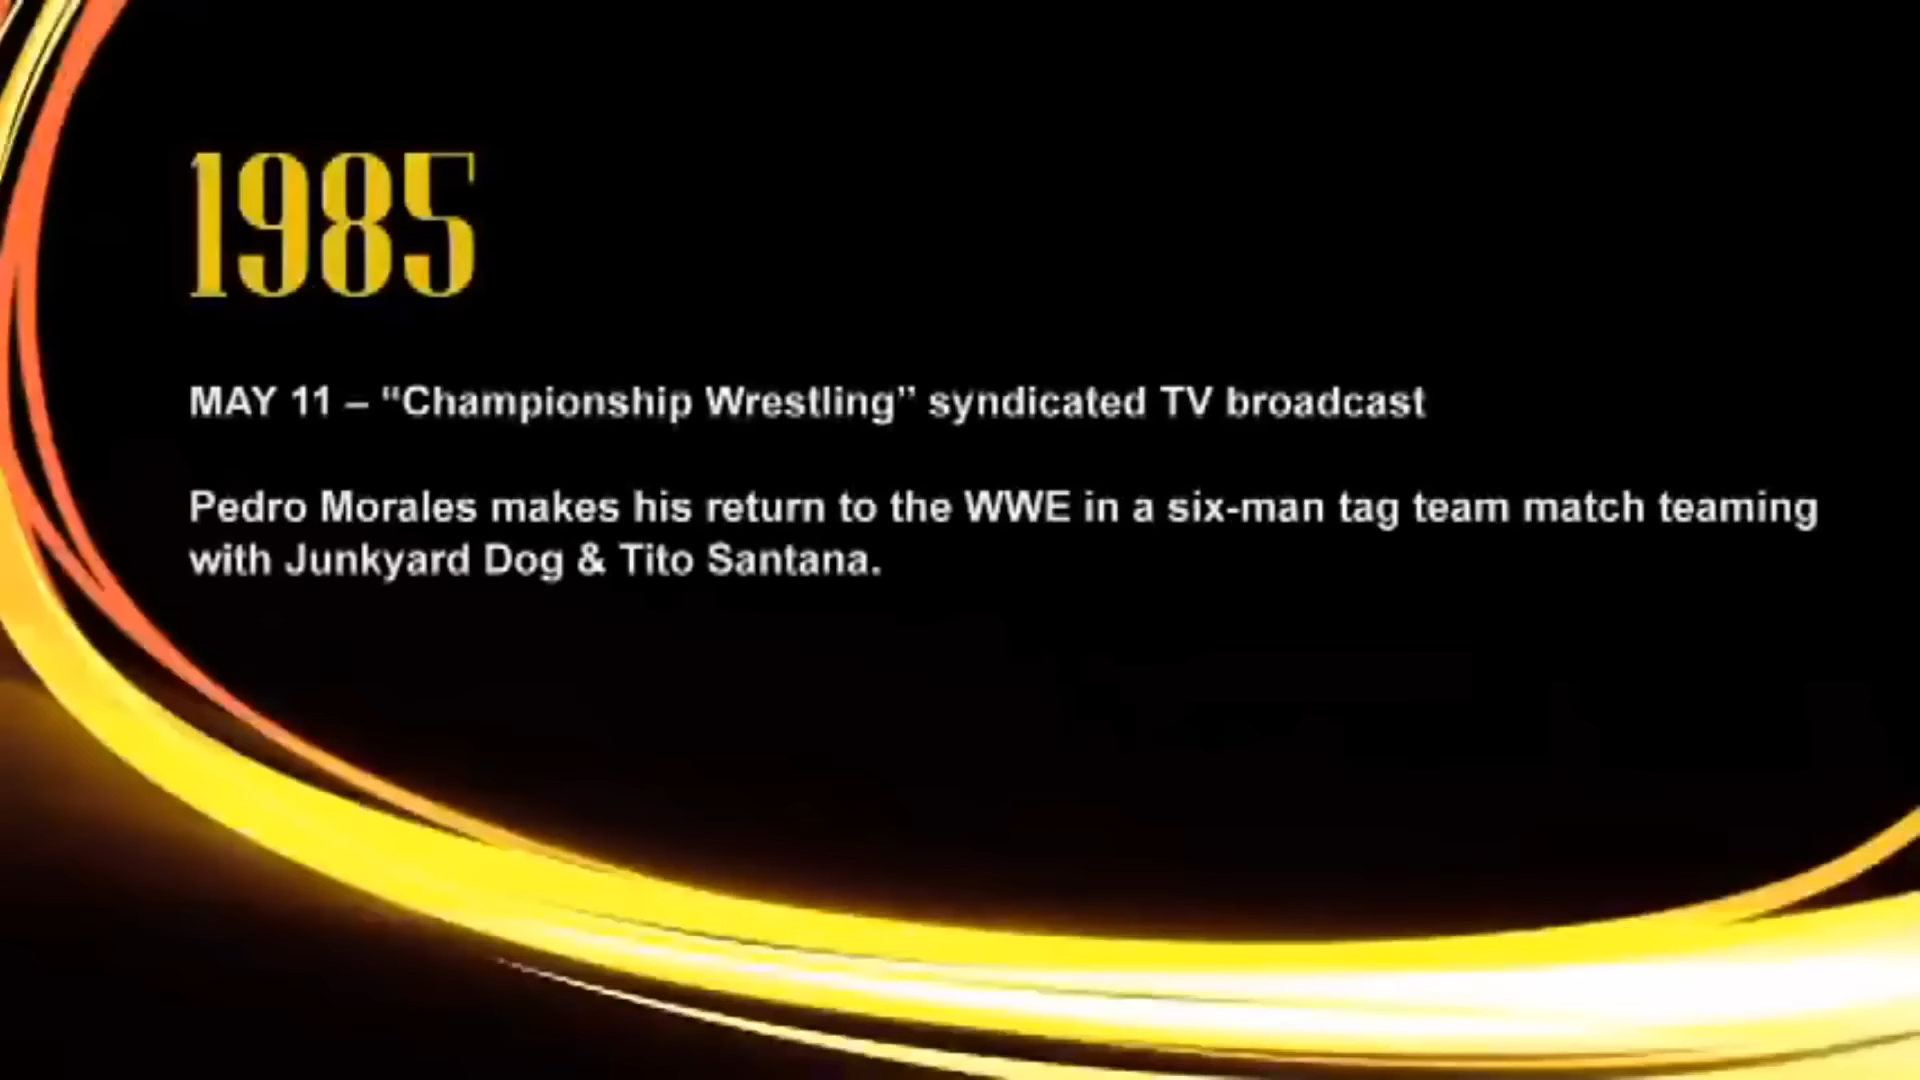 1985
MAY 11 – “Championship Wrestling” syndicated TV broadcast
Pedro Morales makes his return to the WWE in a six-man tag team match teaming
with Junkyard Dog & Tito Santana.